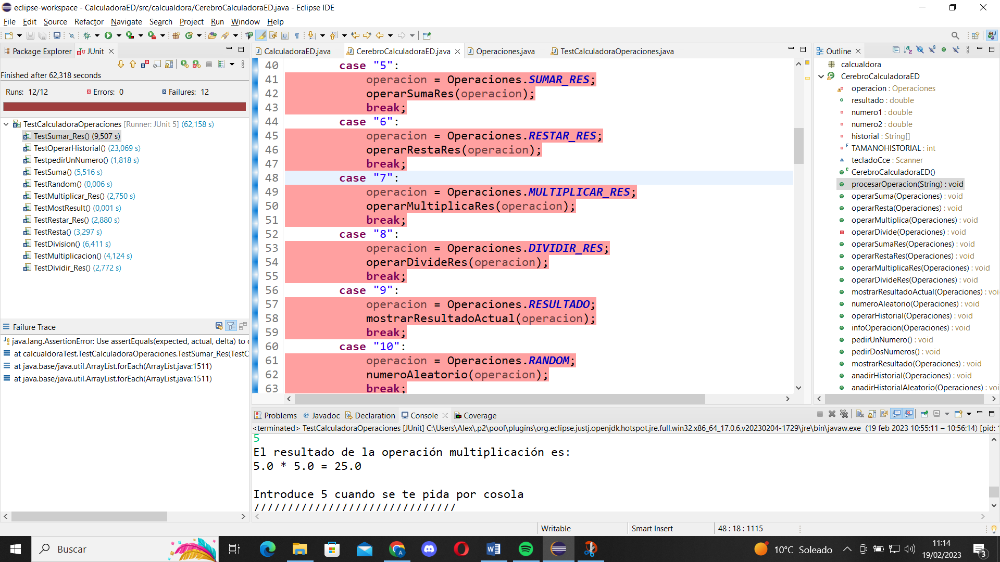 eclipse-workspace - CalculadoraED/src/calcualdora/CerebroCalculadoraED.java - Eclipse IDE
File Edit Source Refactor Navigate Search Project Run Window Help
Package Explorer JUnit
Finished after 62,318 seconds
Runs: 12/12 Errors: 0 Failures: 12
TestCalculadoraOperaciones [Runner: JUnit 5] (62,158 s)
TestSumar_Res() (9,507 s)
TestOperarHistorial() (23,069 s)
TestpedirUnNumero() (1,818 s)
TestSuma() (5,516 s)
TestRandom() (0,006 s)
TestMultiplicar_Res() (2,750 s)
TestMostResult() (0,001 s)
TestRestar_Res() (2,880 s)
TestResta() (3,297 s)
TestDivision() (6,411 s)
TestMultiplicacion() (4,124 s)
TestDividir_Res() (2,772 s)
Failure Trace
java.lang.AssertionError: Use assertEquals(expected, actual, delta) to c
at calcualdoraTest.TestCalculadoraOperaciones.TestSumar_Res(TestC
at java.base/java.util.ArrayList.forEach(ArrayList.java:1511)
at java.base/java.util.ArrayList.forEach(ArrayList.java:1511)
CalculadoraED.java CerebroCalculadoraED.java Operaciones.java TestCalculadoraOperaciones.java
40 case "5":
41 operacion = Operaciones.SUMAR_RES;
42 operarSumaRes(operacion);
43 break;
44 case "6":
45 operacion = Operaciones.RESTAR_RES;
46 operarRestaRes(operacion);
47 break;
48 case "7":
49 operacion = Operaciones.MULTIPLICAR_RES;
50 operarMultiplicaRes(operacion);
51 break;
52 case "8":
53 operacion = Operaciones.DIVIDIR_RES;
54 operarDivideRes(operacion);
55 break;
56 case "9":
57 operacion = Operaciones.RESULTADO;
58 mostrarResultadoActual(operacion);
59 break;
60 case "10":
61 operacion = Operaciones.RANDOM;
62 numeroAleatorio(operacion);
63 break;
Outline
calcualdora
CerebroCalculadoraED
operacion : Operaciones
resultado : double
numero1 : double
numero2 : double
historial : String[]
TAMANOHISTORIAL : int
tecladoCce : Scanner
CerebroCalculadoraED()
procesarOperacion(String) : void
operarSuma(Operaciones) : void
operarResta(Operaciones) : void
operarMultiplica(Operaciones) : void
operarDivide(Operaciones) : void
operarSumaRes(Operaciones) : void
operarRestaRes(Operaciones) : void
operarMultiplicaRes(Operaciones) : void
operarDivideRes(Operaciones) : void
mostrarResultadoActual(Operaciones) : voi
numeroAleatorio(Operaciones) : void
operarHistorial(Operaciones) : void
infoOperacion(Operaciones) : void
pedirUnNumero() : void
pedirDosNumeros() : void
mostrarResultado(Operaciones) : void
anadirHistorial(Operaciones) : void
anadirHistorialAleatorio(Operaciones) : voi
Problems @ Javadoc Declaration Console Coverage
<terminated> TestCalculadoraOperaciones [JUnit] C:\Users\Alex\.p2\pool\plugins\org.eclipse.justj.openjdk.hotspot.jre.full.win32.x86_64_17.0.6.v20230204-1729\jre\bin\javaw.exe (19 feb 2023 10:55:11 – 10:56:14) [pid:
5
El resultado de la operación multiplicación es:
5.0 * 5.0 = 25.0
Introduce 5 cuando se te pida por cosola
//////////////////////////////
Writable Smart Insert 48 : 18 : 1115
Buscar
10°C Soleado
11:14
19/02/2023
3